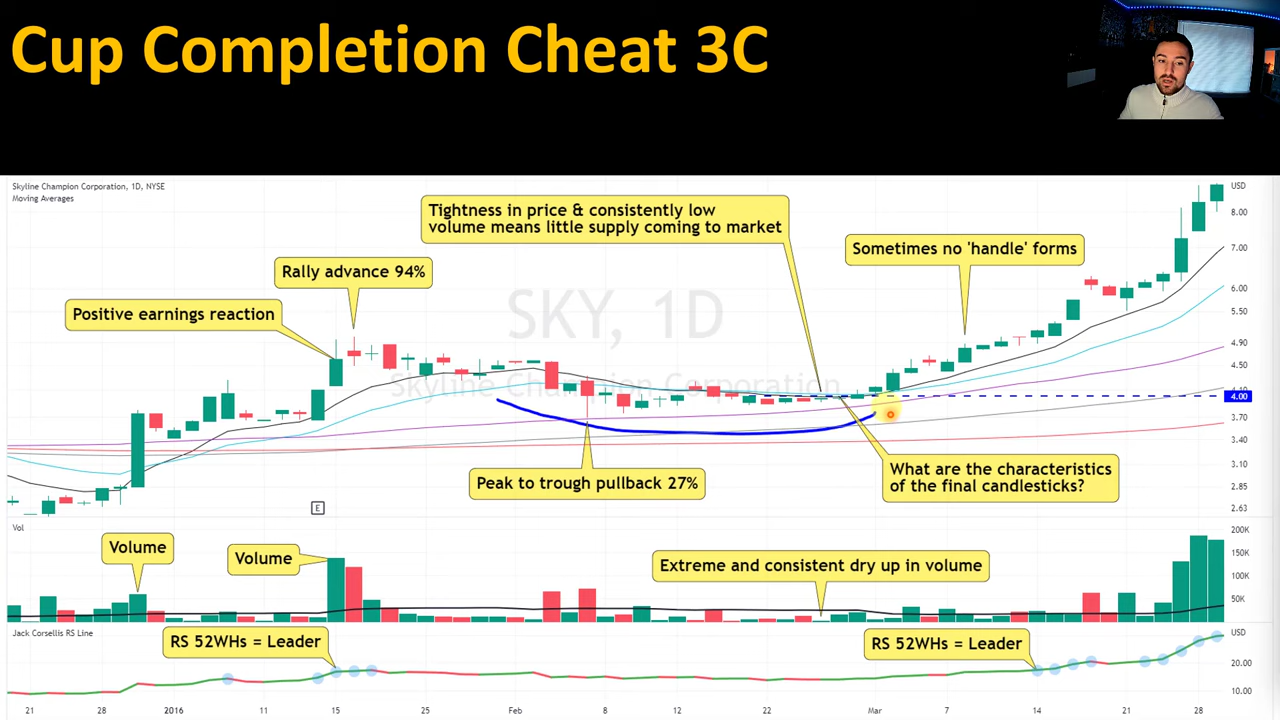 Cup Completion Cheat 3C
Skyline Champion Corporation, 1D, NYSE
Moving Averages
USD
Tightness in price & consistently low
volume means little supply coming to market
Sometimes no 'handle' forms
Rally advance 94%
Positive earnings reaction
SKY, 1D
Skyline Champion Corporation
8.00
7.00
6.00
5.50
4.90
4.50
4.10
4.00
3.70
3.40
3.10
2.85
2.63
Peak to trough pullback 27%
What are the characteristics
of the final candlesticks?
E
Vol
Volume
Volume
Extreme and consistent dry up in volume
200K
150K
100K
50K
Jack Corsellis RS Line
RS 52WHs = Leader
RS 52WHs = Leader
USD
20.00
10.00
21 28 2016 11 15 25 Feb 8 12 22 Mar 7 14 21 28